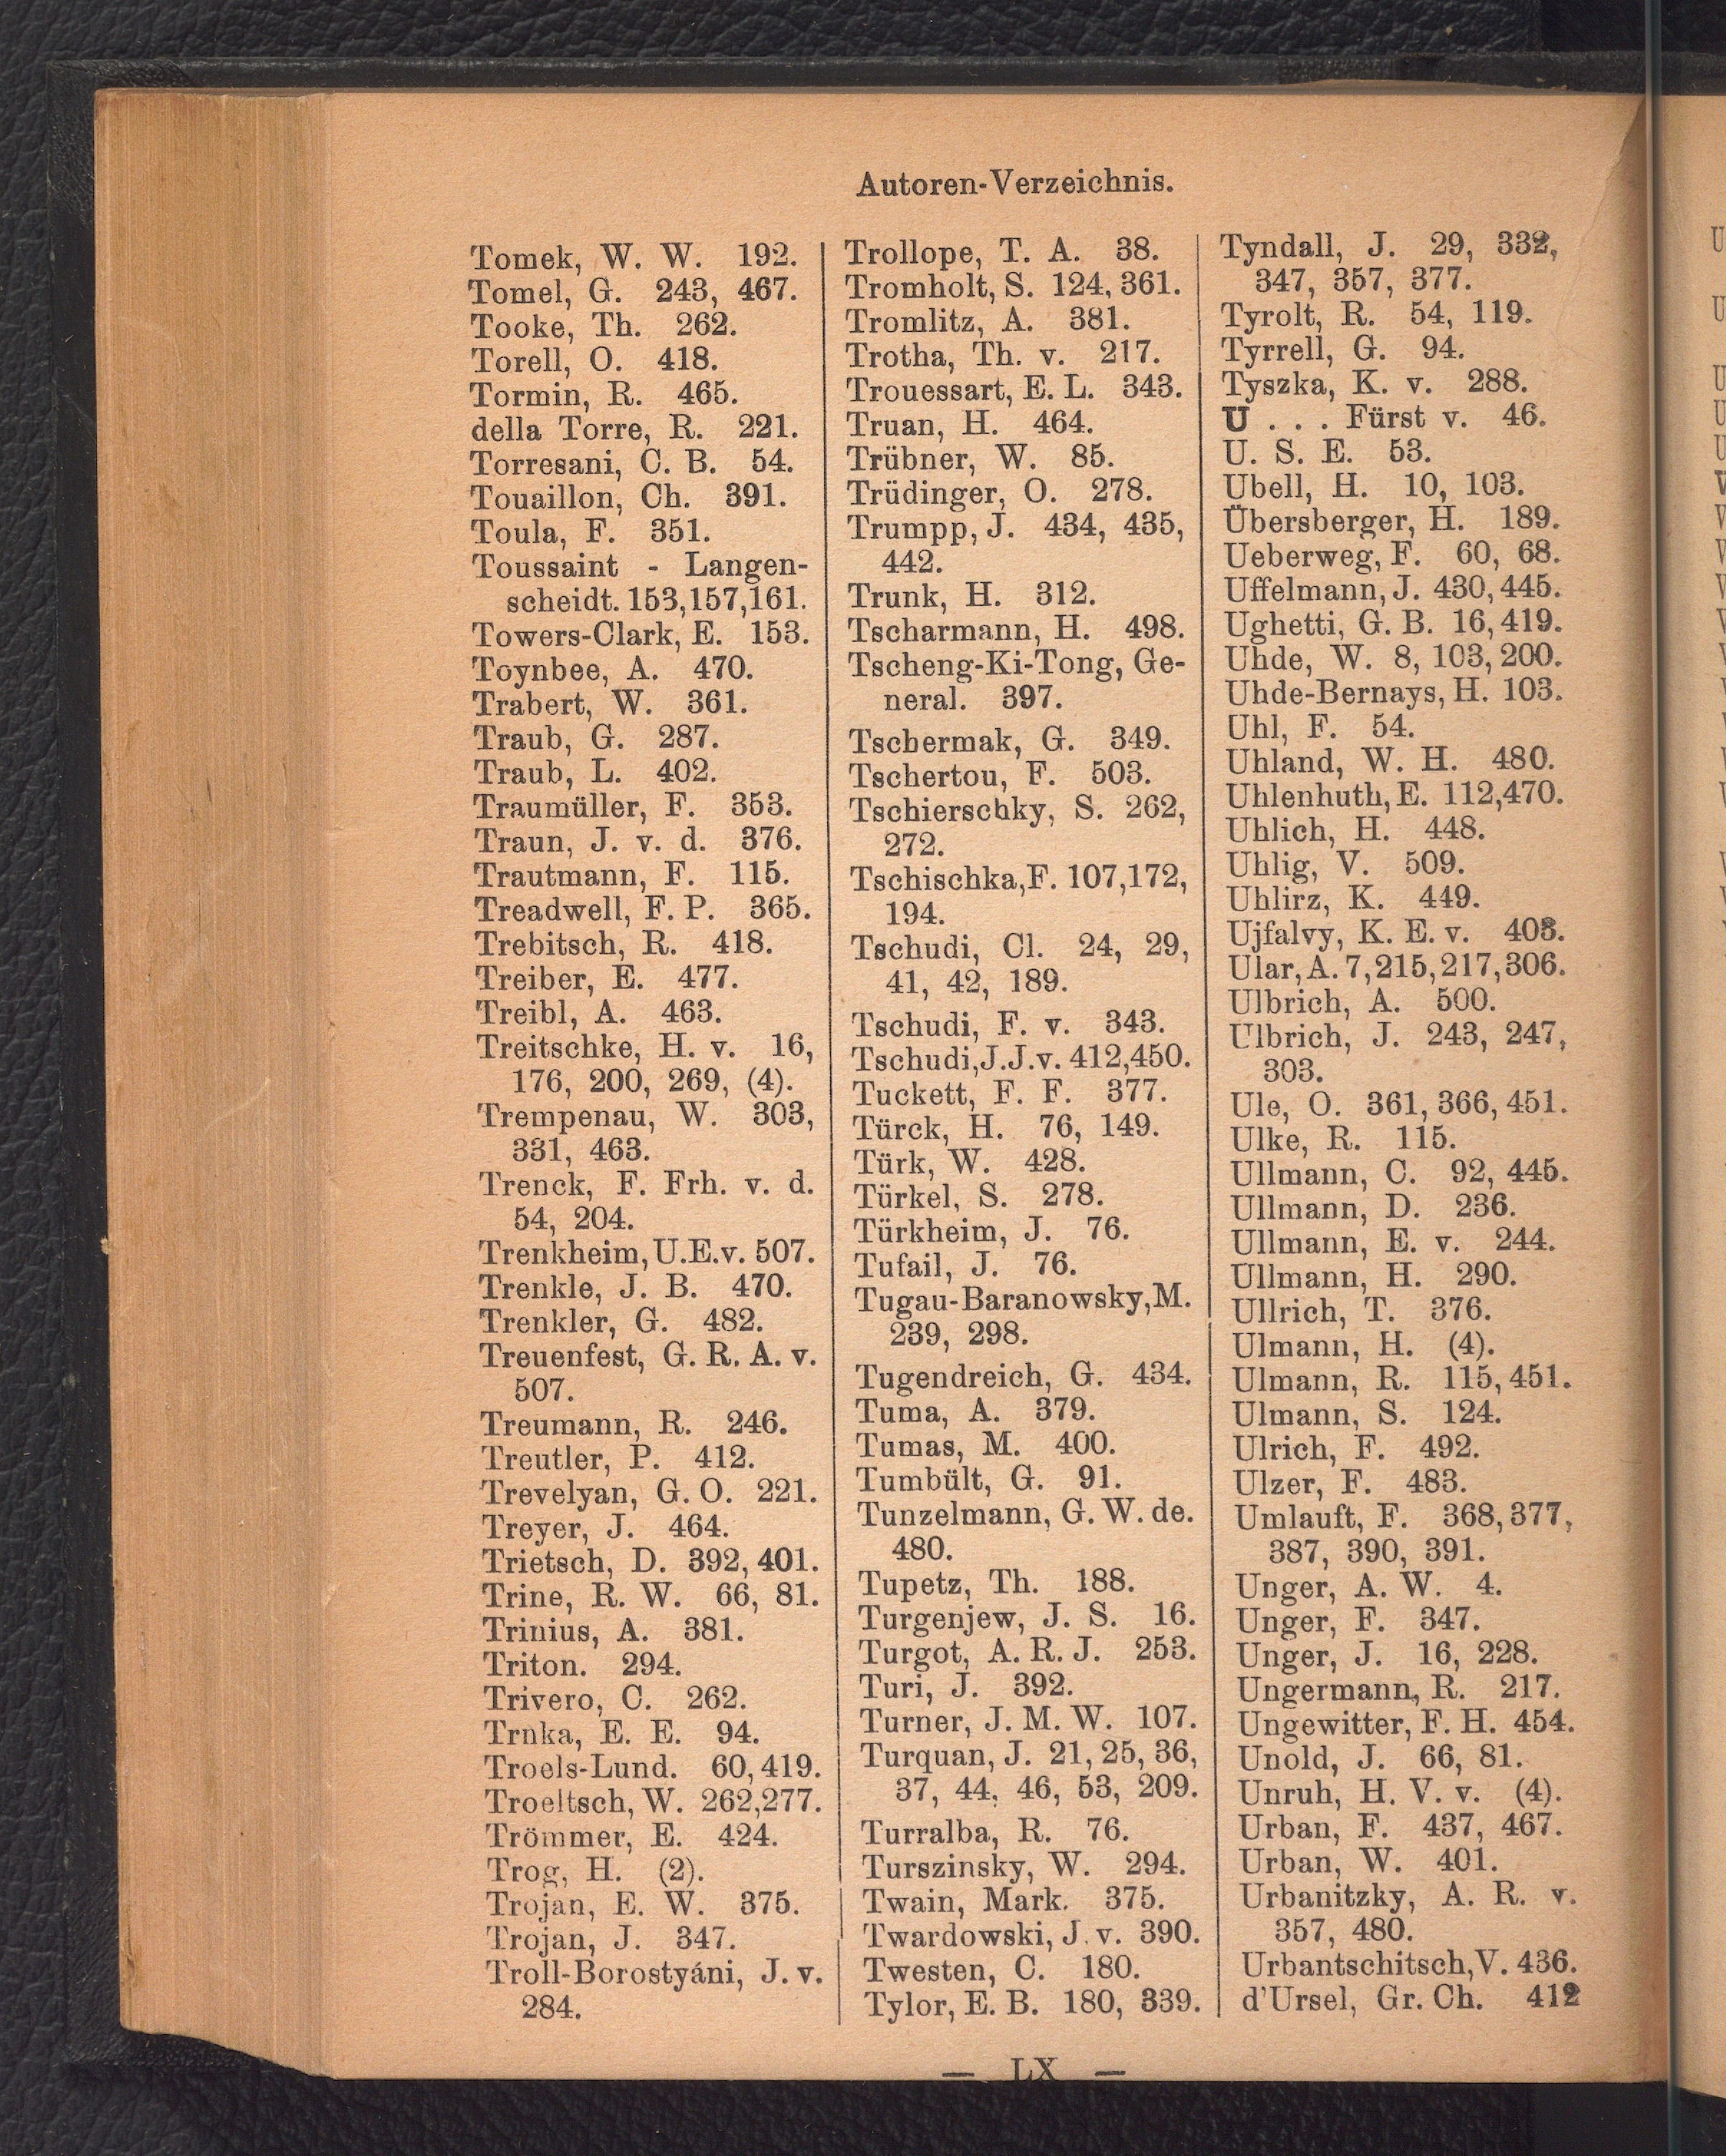 Autoren-Verzeichnis.
Tomek, W. W. 192.
Tomel, G. 243, 467.
Tooke, Th. 262.
Torell, O. 418.
Tormin, R. 465.
della Torre, R. 221.
Torresani, C. B. 54.
Touaillon, Ch. 391.
Toula, F. 351.
Toussaint - Langen-
scheidt. 153,157,161.
Towers-Clark, E. 153.
Toynbee, A. 470.
Trabert, W. 361.
Traub, G. 287.
Traub, L. 402.
Traumüller, F. 353.
Traun, J. v. d. 376.
Trautmann, F. 115.
Treadwell, F. P. 365.
Trebitsch, R. 418.
Treiber, E. 477.
Treibl, A. 463.
Treitschke, H. v. 16,
176, 200, 269, (4).
Trempenau, W. 303,
331, 463.
Trenck, F. Frh. v. d.
54, 204.
Trenkheim, U.E.v. 507.
Trenkle, J. B. 470.
Trenkler, G. 482.
Treuenfest, G. R. A. v.
507.
Treumann, R. 246.
Treutler, P. 412.
Trevelyan, G. O. 221.
Treyer, J. 464.
Trietsch, D. 392, 401.
Trine, R. W. 66, 81.
Trinius, A. 381.
Triton. 294.
Trivero, C. 262.
Trnka, E. E. 94.
Troels-Lund. 60, 419.
Troeltsch, W. 262,277.
Trömmer, E. 424.
Trog, H. (2).
Trojan, E. W. 375.
Trojan, J. 347.
Troll-Borostyáni, J. v.
284.
Trollope, T. A. 38.
Tromholt, S. 124, 361.
Tromlitz, A. 381.
Trotha, Th. v. 217.
Trouessart, E. L. 343.
Truan, H. 464.
Trübner, W. 85.
Trüdinger, O. 278.
Trumpp, J. 434, 435,
442.
Trunk, H. 312.
Tscharmann, H. 498.
Tscheng-Ki-Tong, Ge-
neral. 397.
Tschermak, G. 349.
Tschertou, F. 503.
Tschierschky, S. 262,
272.
Tschischka, F. 107,172,
194.
Tschudi, Cl. 24, 29,
41, 42, 189.
Tschudi, F. v. 343.
Tschudi,J.J.v. 412,450.
Tuckett, F. F. 377.
Türck, H. 76, 149.
Türk, W. 428.
Türkel, S. 278.
Türkheim, J. 76.
Tufail, J. 76.
Tugau-Baranowsky,M.
239, 298.
Tugendreich, G. 434.
Tuma, A. 379.
Tumas, M. 400.
Tumbült, G. 91.
Tunzelmann, G. W. de.
480.
Tupetz, Th. 188.
Turgenjew, J. S. 16.
Turgot, A. R. J. 253.
Turi, J. 392.
Turner, J. M. W. 107.
Turquan, J. 21, 25, 36,
37, 44, 46, 53, 209.
Turralba, R. 76.
Turszinsky, W. 294.
Twain, Mark. 375.
Twardowski, J. v. 390.
Twesten, C. 180.
Tylor, E. B. 180, 339.
Tyndall, J. 29, 332,
347, 357, 377.
Tyrolt, R. 54, 119.
Tyrrell, G. 94.
Tyszka, K. v. 288.
U . . . Fürst v. 46.
U. S. E. 53.
Ubell, H. 10, 103.
Übersberger, H. 189.
Ueberweg, F. 60, 68.
Uffelmann, J. 430, 445.
Ughetti, G. B. 16, 419.
Uhde, W. 8, 103, 200.
Uhde-Bernays, H. 103.
Uhl, F. 54.
Uhland, W. H. 480.
Uhlenhuth, E. 112,470.
Uhlich, H. 448.
Uhlig, V. 509.
Uhlirz, K. 449.
Ujfalvy, K. E. v. 403.
Ular, A. 7, 215, 217, 306.
Ulbrich, A. 500.
Ulbrich, J. 243, 247,
303.
Ule, O. 361, 366, 451.
Ulke, R. 115.
Ullmann, C. 92, 445.
Ullmann, D. 236.
Ullmann, E. v. 244.
Ullmann, H. 290.
Ullrich, T. 376.
Ulmann, H. (4).
Ulmann, R. 115, 451.
Ulmann, S. 124.
Ulrich, F. 492.
Ulzer, F. 483.
Umlauft, F. 368, 377,
387, 390, 391.
Unger, A. W. 4.
Unger, F. 347.
Unger, J. 16, 228.
Ungermann, R. 217.
Ungewitter, F. H. 454.
Unold, J. 66, 81.
Unruh, H. V. v. (4).
Urban, F. 437, 467.
Urban, W. 401.
Urbanitzky, A. R. v.
357, 480.
Urbantschitsch,V. 436.
d'Ursel, Gr. Ch. 412
— LX —